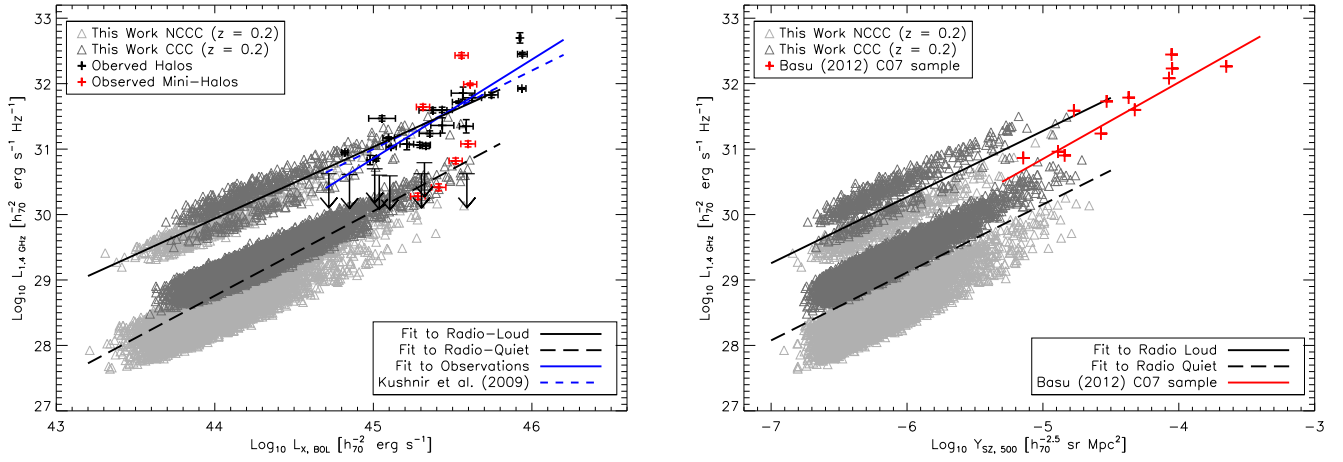 This Work NCCC (z = 0.2)
This Work CCC (z = 0.2)
Oberved Halos
Observed Mini-Halos
33
32
31
30
29
28
27
Log10 L1.4 GHz [h70^-2 erg s^-1 Hz^-1]
Fit to Radio-Loud
Fit to Radio-Quiet
Fit to Observations
Kushnir et al. (2009)
43 44 45 46
Log10 LX, BOL [h70^-2 erg s^-1]
This Work NCCC (z = 0.2)
This Work CCC (z = 0.2)
Basu (2012) C07 sample
33
32
31
30
29
28
27
Log10 L1.4 GHz [h70^-2 erg s^-1 Hz^-1]
Fit to Radio Loud
Fit to Radio Quiet
Basu (2012) C07 sample
-7 -6 -5 -4 -3
Log10 YSZ, 500 [h70^-2.5 sr Mpc^2]